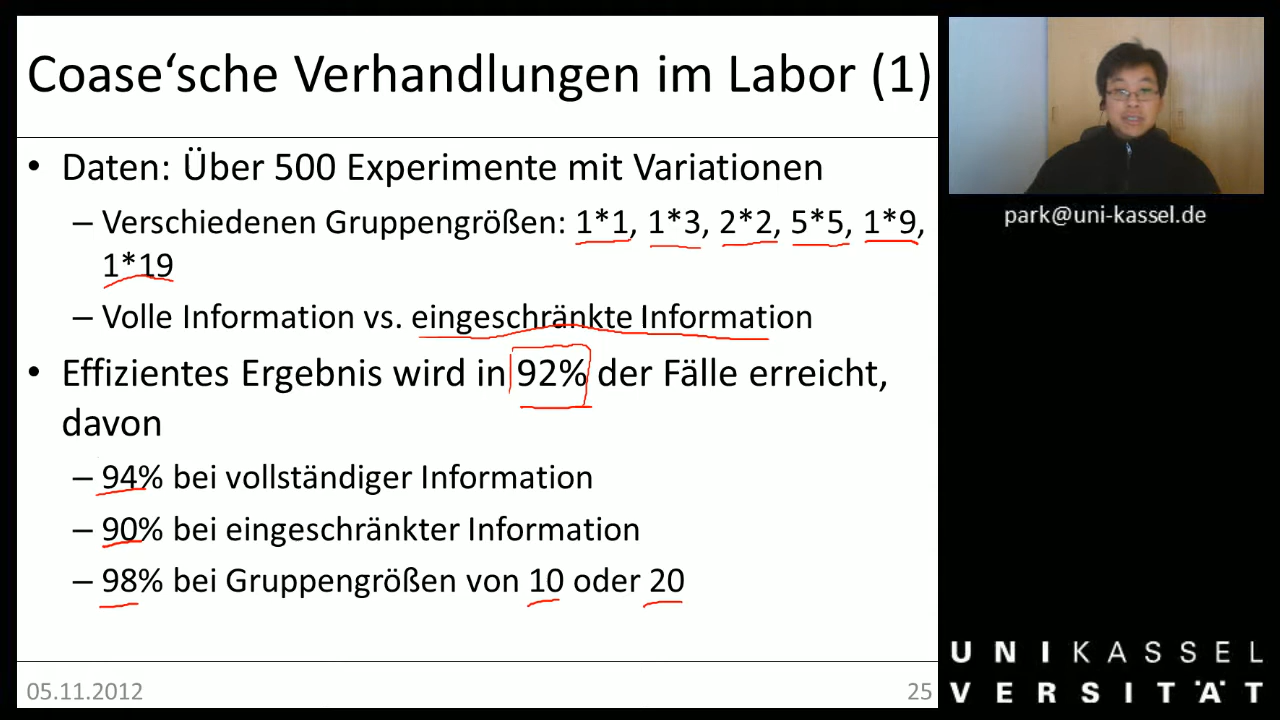 Coase‘sche Verhandlungen im Labor (1)
• Daten: Über 500 Experimente mit Variationen
– Verschiedenen Gruppengrößen: 1*1, 1*3, 2*2, 5*5, 1*9,
1*19
– Volle Information vs. eingeschränkte Information
• Effizientes Ergebnis wird in 92% der Fälle erreicht,
davon
– 94% bei vollständiger Information
– 90% bei eingeschränkter Information
– 98% bei Gruppengrößen von 10 oder 20
05.11.2012
25
park@uni-kassel.de
UNIKASSEL
VERSITÄT